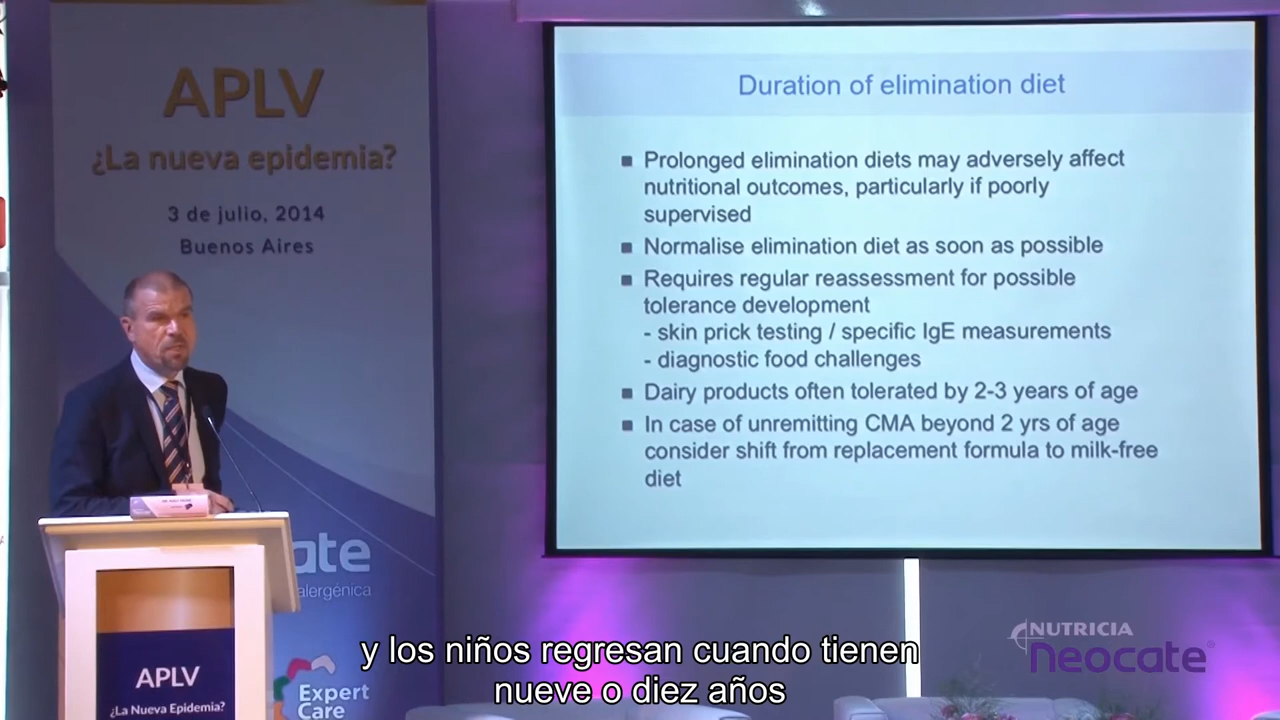 APLV
¿La nueva epidemia?
3 de julio, 2014
Buenos Aires
Duration of elimination diet
■ Prolonged elimination diets may adversely affect
nutritional outcomes, particularly if poorly
supervised
■ Normalise elimination diet as soon as possible
■ Requires regular reassessment for possible
tolerance development
- skin prick testing / specific IgE measurements
- diagnostic food challenges
■ Dairy products often tolerated by 2-3 years of age
■ In case of unremitting CMA beyond 2 yrs of age
consider shift from replacement formula to milk-free
diet
ate
alergénica
APLV
¿La Nueva Epidemia?
Expert
Care
NUTRICIA
neocate®
y los niños regresan cuando tienen
nueve o diez años